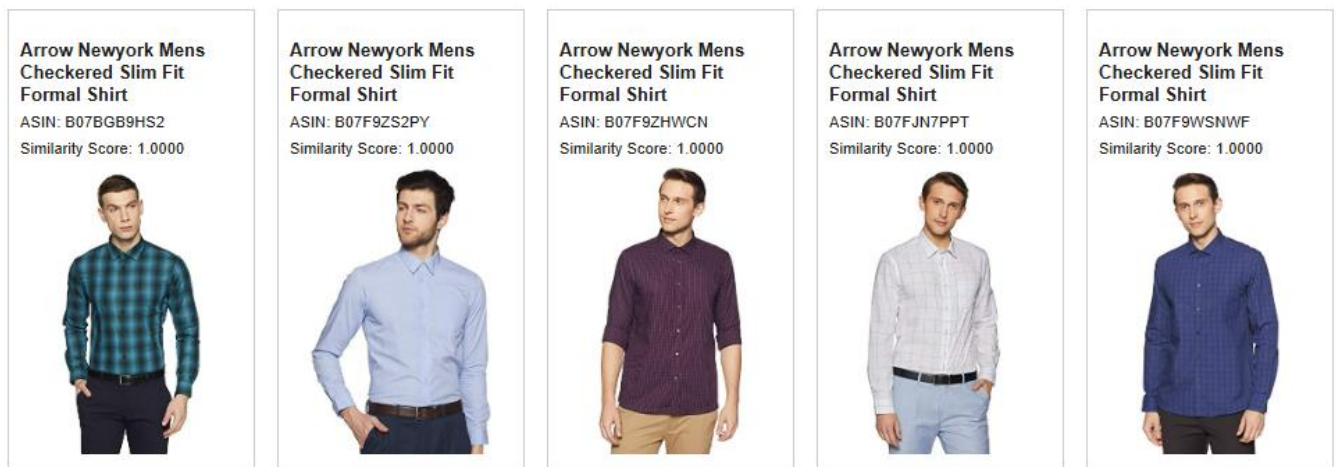 Arrow Newyork Mens
Checkered Slim Fit
Formal Shirt
ASIN: B07BGB9HS2
Similarity Score: 1.0000
Arrow Newyork Mens
Checkered Slim Fit
Formal Shirt
ASIN: B07F9ZS2PY
Similarity Score: 1.0000
Arrow Newyork Mens
Checkered Slim Fit
Formal Shirt
ASIN: B07F9ZHWCN
Similarity Score: 1.0000
Arrow Newyork Mens
Checkered Slim Fit
Formal Shirt
ASIN: B07FJN7PPT
Similarity Score: 1.0000
Arrow Newyork Mens
Checkered Slim Fit
Formal Shirt
ASIN: B07F9WSNWF
Similarity Score: 1.0000